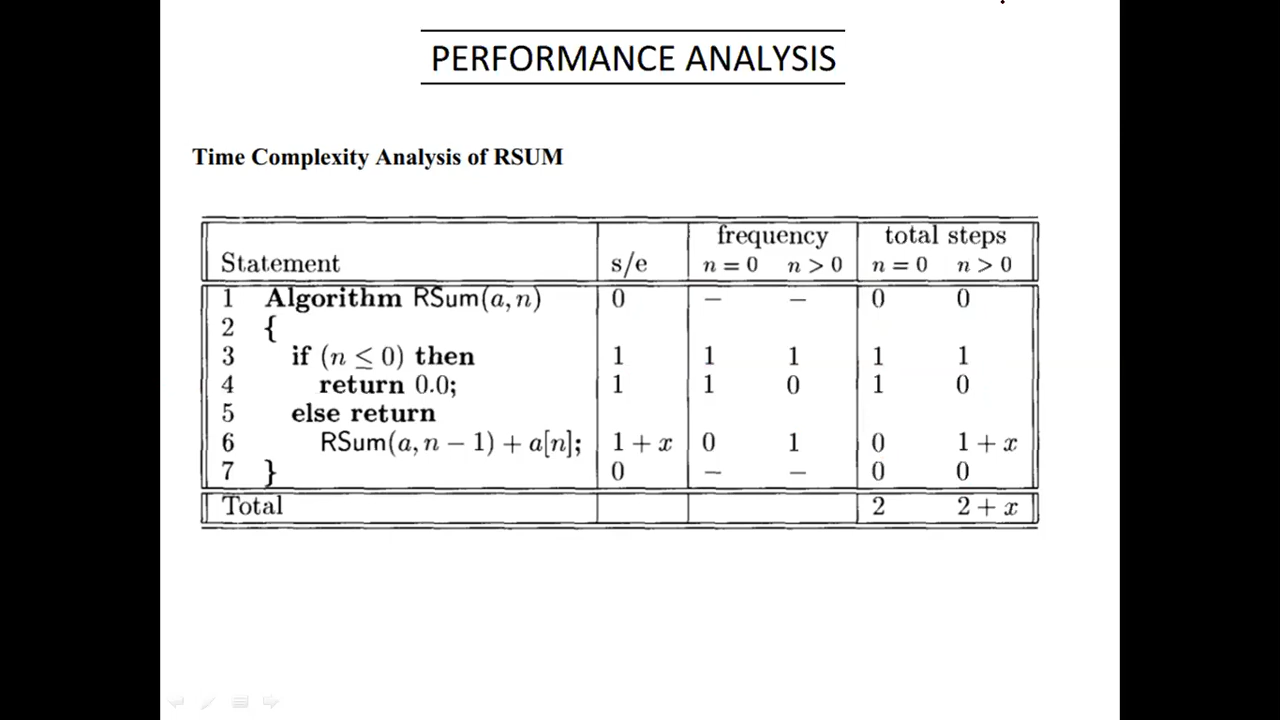 PERFORMANCE ANALYSIS
Time Complexity Analysis of RSUM
frequency total steps
Statement s/e n = 0 n > 0 n = 0 n > 0
1 Algorithm RSum(a, n) 0 − − 0 0
2 {
3 if (n ≤ 0) then 1 1 1 1 1
4 return 0.0; 1 1 0 1 0
5 else return
6 RSum(a, n − 1) + a[n]; 1 + x 0 1 0 1 + x
7 } 0 − − 0 0
Total 2 2 + x